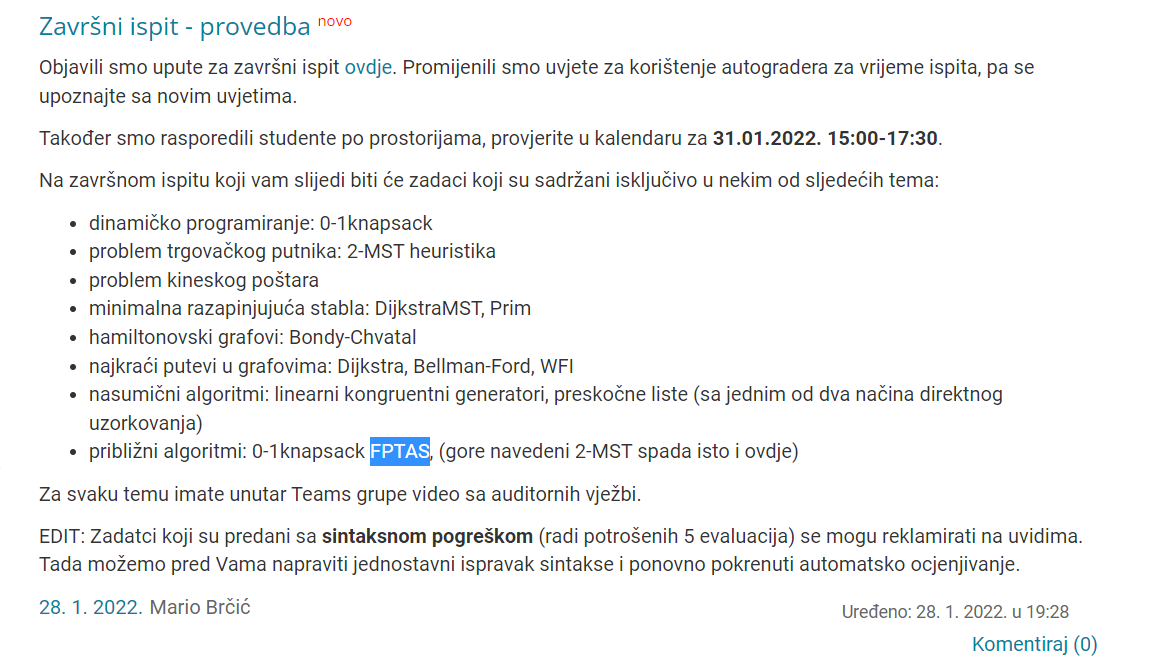 Završni ispit - provedba novo
Objavili smo upute za završni ispit ovdje. Promijenili smo uvjete za korištenje autogradera za vrijeme ispita, pa se
upoznajte sa novim uvjetima.
Također smo rasporedili studente po prostorijama, provjerite u kalendaru za 31.01.2022. 15:00-17:30.
Na završnom ispitu koji vam slijedi biti će zadaci koji su sadržani isključivo u nekim od sljedećih tema:
• dinamičko programiranje: 0-1knapsack
• problem trgovačkog putnika: 2-MST heuristika
• problem kineskog poštara
• minimalna razapinjujuća stabla: DijkstraMST, Prim
• hamiltonovski grafovi: Bondy-Chvatal
• najkraći putevi u grafovima: Dijkstra, Bellman-Ford, WFI
• nasumični algoritmi: linearni kongruentni generatori, preskočne liste (sa jednim od dva načina direktnog
uzorkovanja)
• približni algoritmi: 0-1knapsack FPTAS, (gore navedeni 2-MST spada isto i ovdje)
Za svaku temu imate unutar Teams grupe video sa auditornih vježbi.
EDIT: Zadatci koji su predani sa sintaksnom pogreškom (radi potrošenih 5 evaluacija) se mogu reklamirati na uvidima.
Tada možemo pred Vama napraviti jednostavni ispravak sintakse i ponovno pokrenuti automatsko ocjenjivanje.
28. 1. 2022. Mario Brčić
Uređeno: 28. 1. 2022. u 19:28
Komentiraj (0)